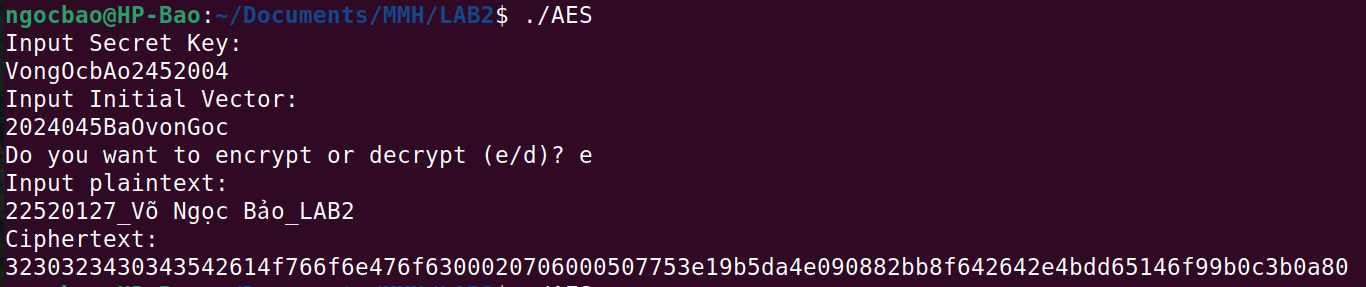 ngocbao@HP-Bao:~/Documents/MMH/LAB2$ ./AES
Input Secret Key:
VongOcbAo2452004
Input Initial Vector:
2024045BaOvonGoc
Do you want to encrypt or decrypt (e/d)? e
Input plaintext:
22520127_Võ Ngọc Bảo_LAB2
Ciphertext:
3230323430343542614f766f6e476f6300020706000507753e19b5da4e090882bb8f642642e4bdd65146f99b0c3b0a80